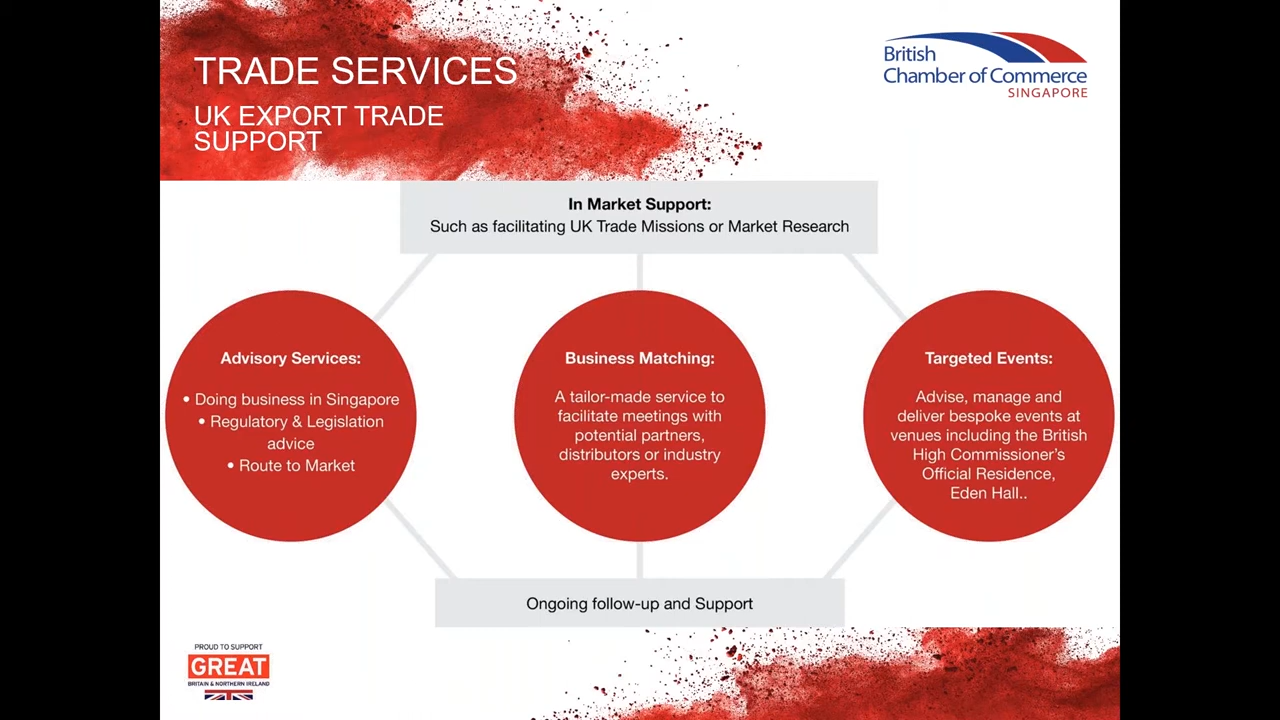 TRADE SERVICES
UK EXPORT TRADE
SUPPORT
British
Chamber of Commerce
SINGAPORE
In Market Support:
Such as facilitating UK Trade Missions or Market Research
Advisory Services:
• Doing business in Singapore
• Regulatory & Legislation
advice
• Route to Market
Business Matching:
A tailor-made service to
facilitate meetings with
potential partners,
distributors or industry
experts.
Targeted Events:
Advise, manage and
deliver bespoke events at
venues including the British
High Commissioner's
Official Residence,
Eden Hall..
Ongoing follow-up and Support
PROUD TO SUPPORT
GREAT
BRITAIN & NORTHERN IRELAND